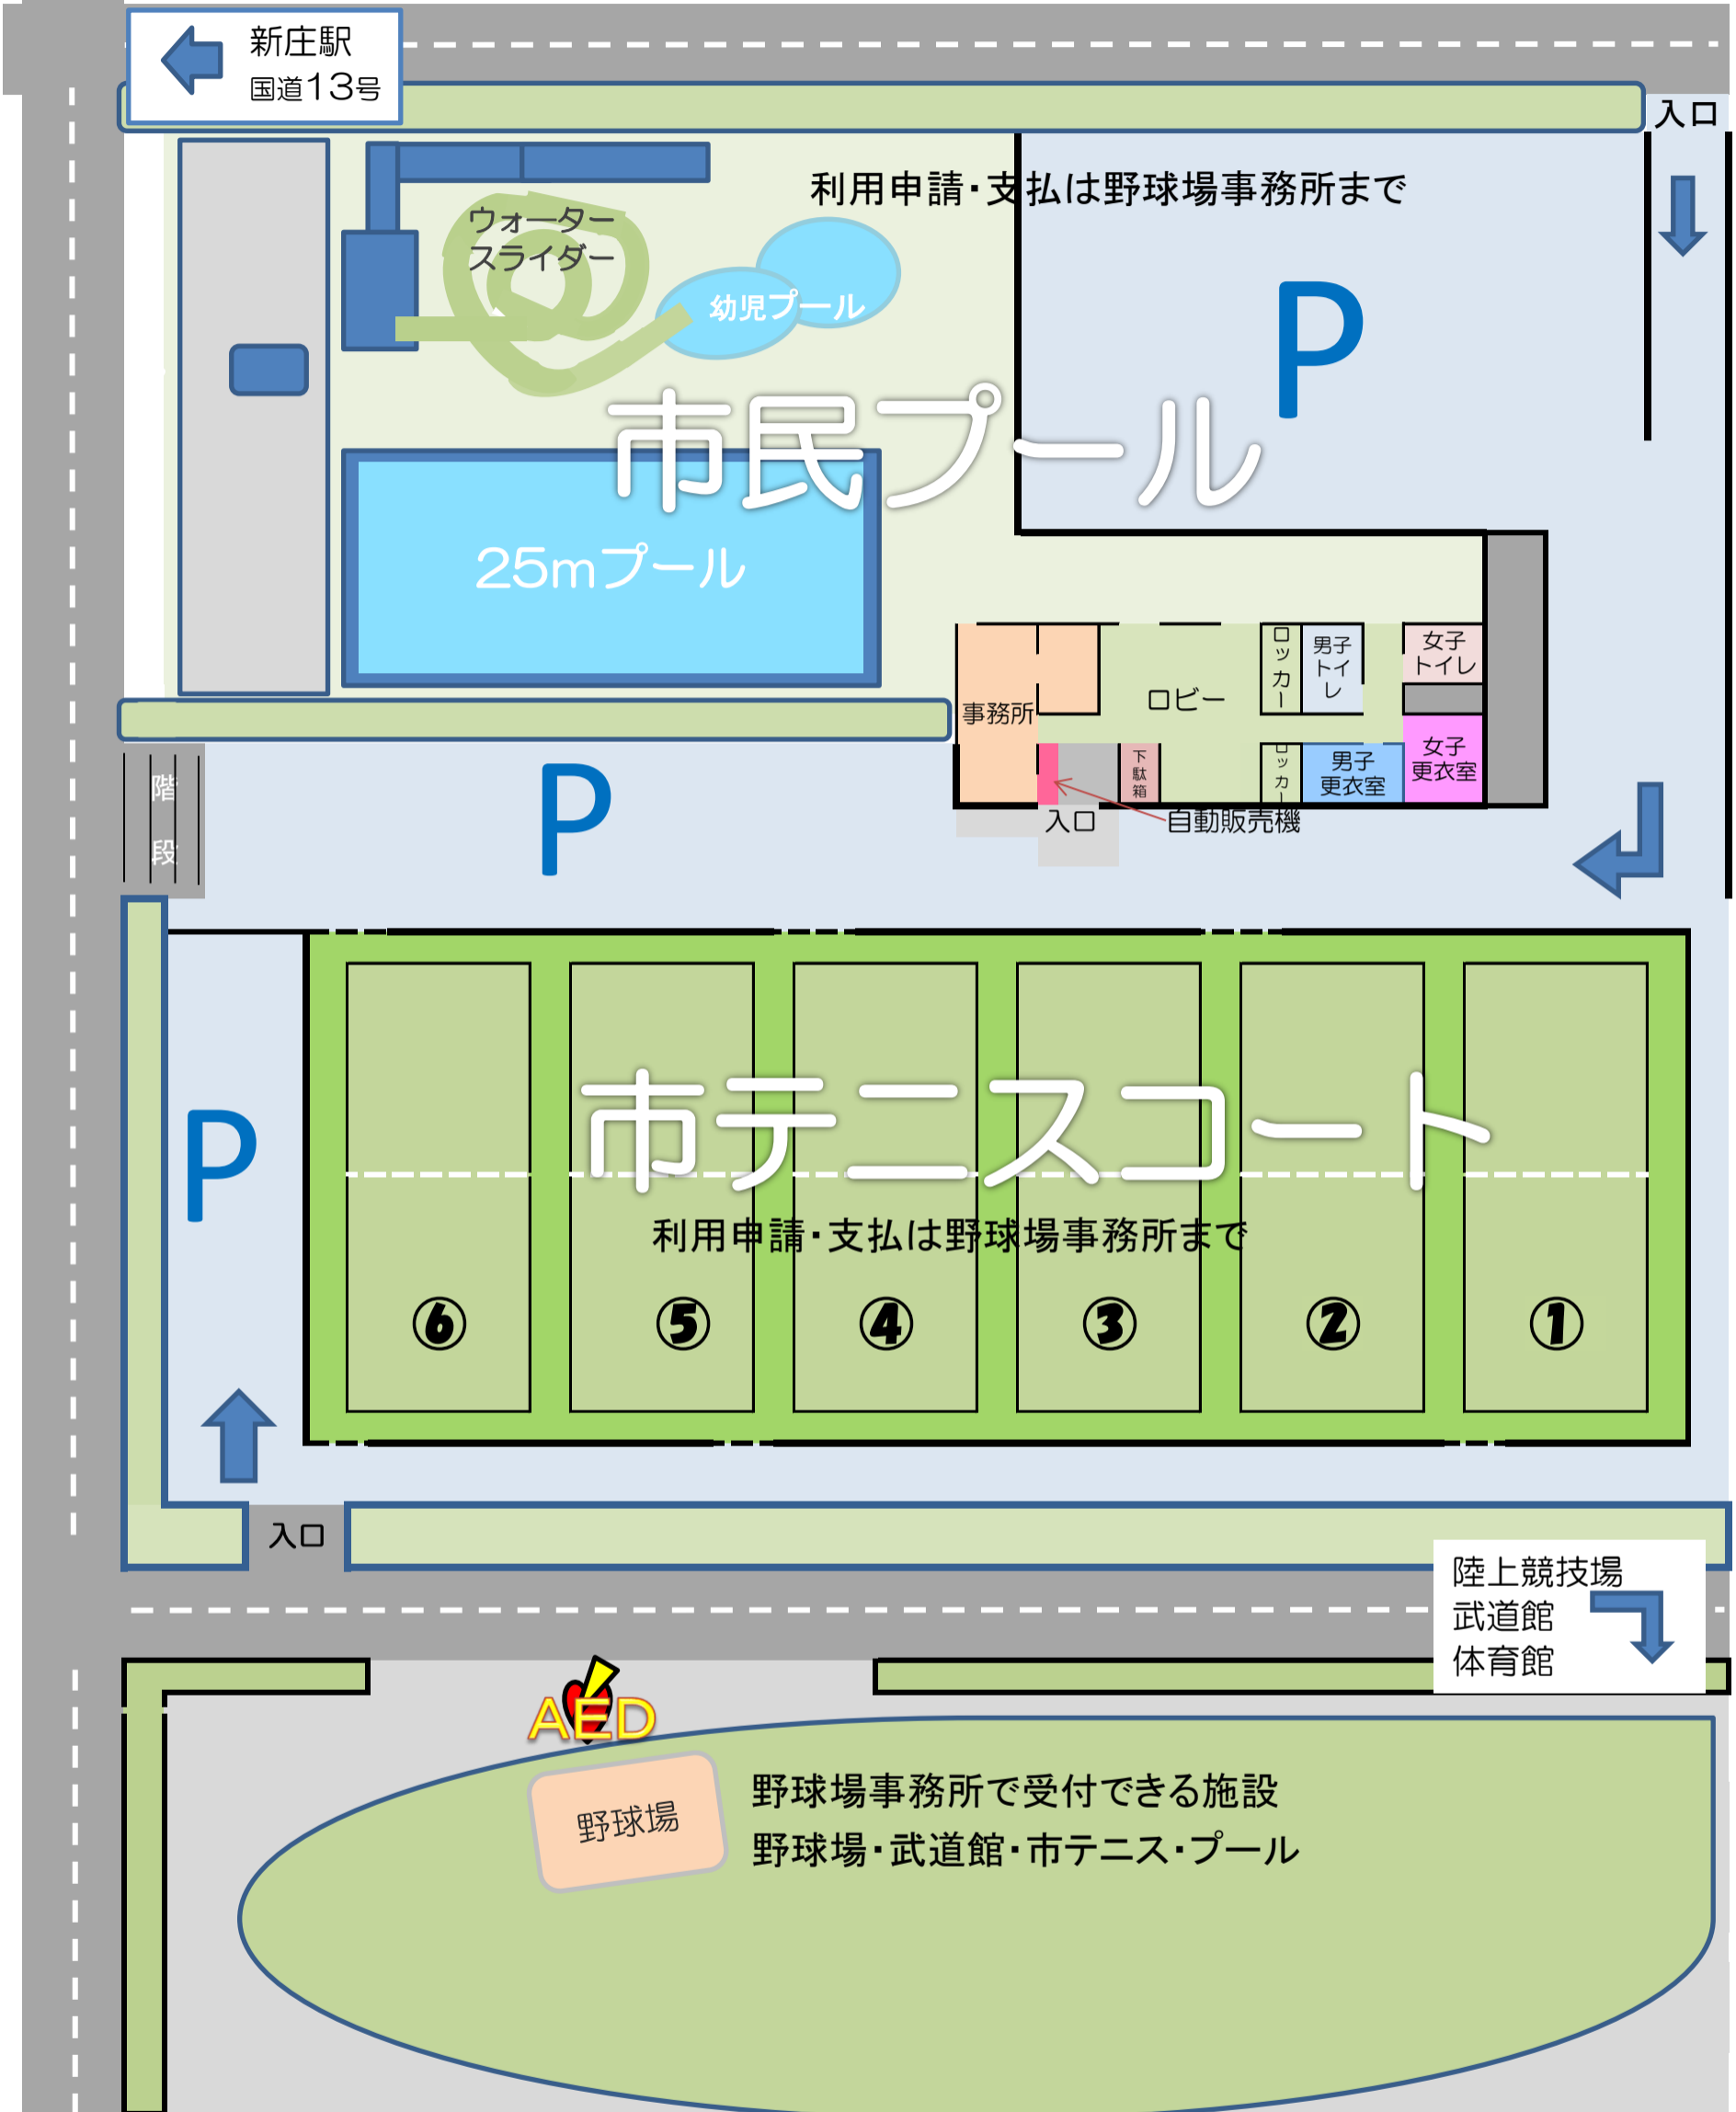 新庄駅
国道13号
入口
利用申請・支払は野球場事務所まで
ウォーター
スライダー
幼児プール
P
市民プール
25mプール
事務所
ロビー
ロッカー
男子
トイ
レ
女子
トイレ
下駄箱
ロッカー
男子
更衣室
女子
更衣室
入口
自動販売機
階
段
P
市テニスコート
P
利用申請・支払は野球場事務所まで
⑥ ⑤ ④ ③ ② ①
入口
陸上競技場
武道館
体育館
AED
野球場
野球場事務所で受付できる施設
野球場・武道館・市テニス・プール